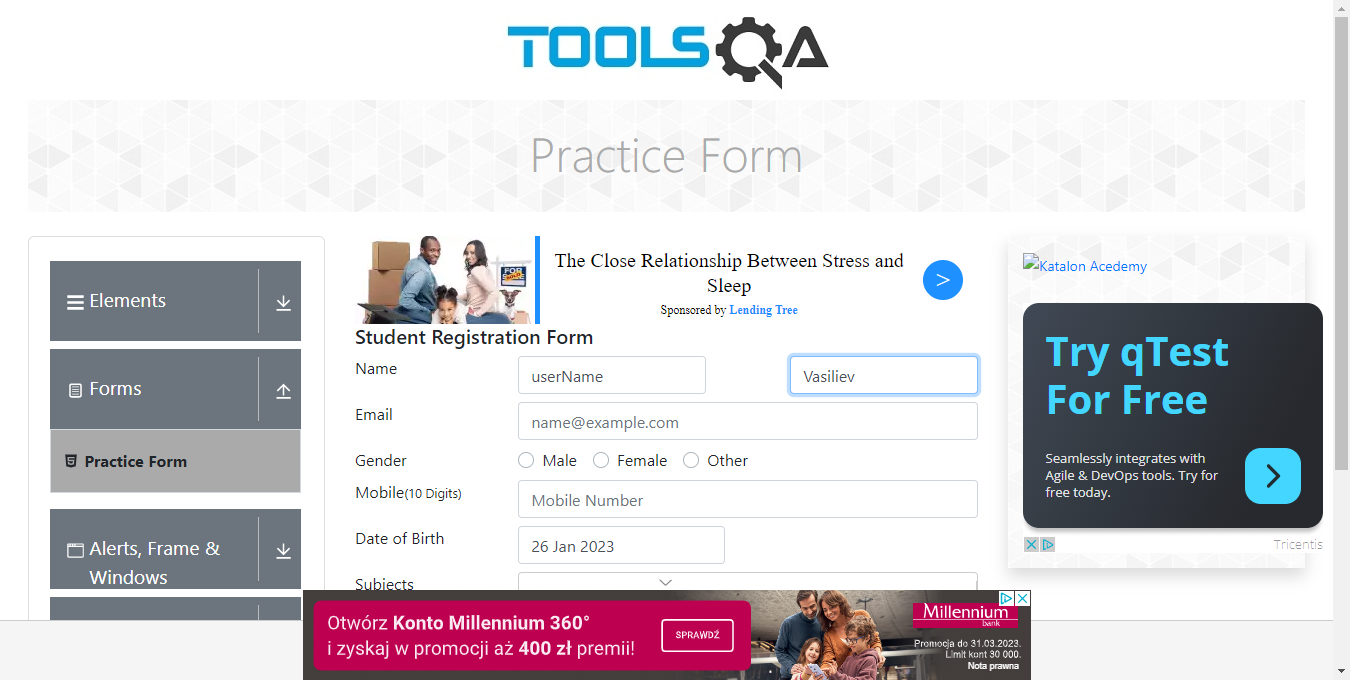 TOOLSQA
Practice Form
Elements
Forms
Practice Form
Alerts, Frame &
Windows
FOR
SOLD
The Close Relationship Between Stress and
Sleep
Sponsored by Lending Tree
>
Student Registration Form
Name
userName
Vasiliev
Email
name@example.com
Gender
Male
Female
Other
Mobile(10 Digits)
Mobile Number
Date of Birth
26 Jan 2023
Subjects
Katalon Acedemy
Try qTest
For Free
Seamlessly integrates with
Agile & DevOps tools. Try for
free today.
Tricentis
Otwórz Konto Millennium 360°
i zyskaj w promocji aż 400 zł premii!
SPRAWDŹ
Millennium
bank
Promocja do 31.03.2023.
Limit kont 30 000.
Nota prawna